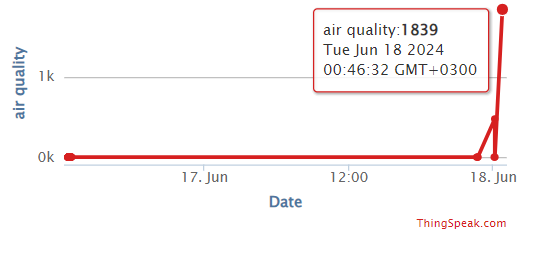 air quality:1839
Tue Jun 18 2024
00:46:32 GMT+0300
air quality
1k
0k
17. Jun
12:00
18. Jun
Date
ThingSpeak.com